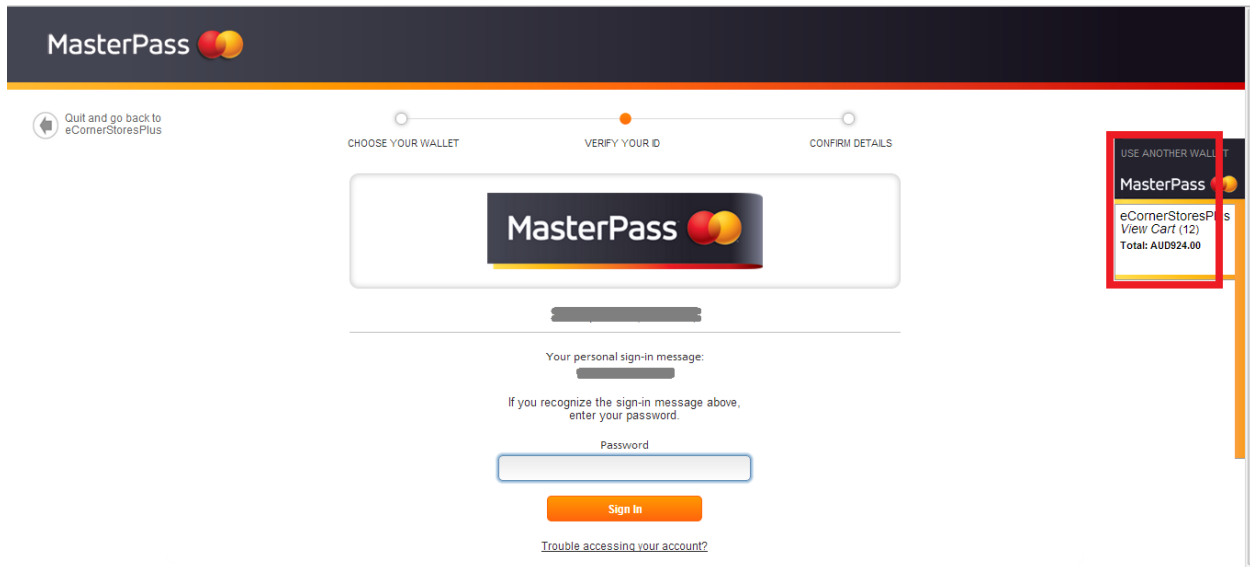 MasterPass
Quit and go back to
eCornerStoresPlus
CHOOSE YOUR WALLET
VERIFY YOUR ID
CONFIRM DETAILS
USE ANOTHER WALLET
MasterPass
eCornerStoresPlus
View Cart (12)
Total: AUD924.00
MasterPass
Your personal sign-in message:
If you recognize the sign-in message above,
enter your password.
Password
Sign In
Trouble accessing your account?